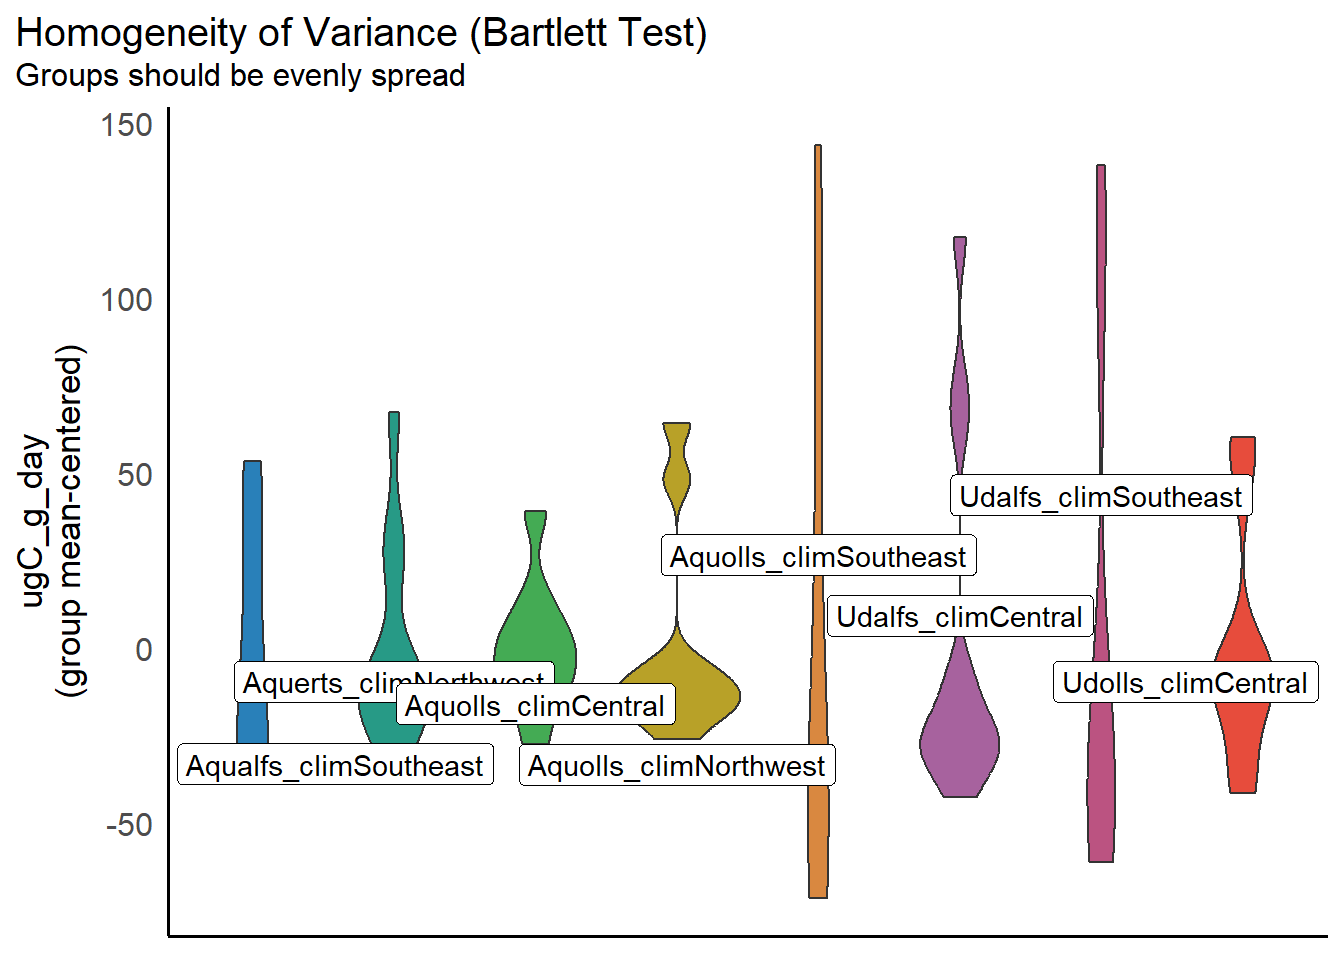 Homogeneity of Variance (Bartlett Test)
Groups should be evenly spread
150
100
50
0
-50
ugC_g_day
(group mean-centered)
Udalfs_climSoutheast
Aquolls_climSoutheast
Udalfs_climCentral
Aquerts_climNorthwest
Udolls_climCentral
Aquolls_climCentral
Aqualfs_climSoutheast
Aquolls_climNorthwest